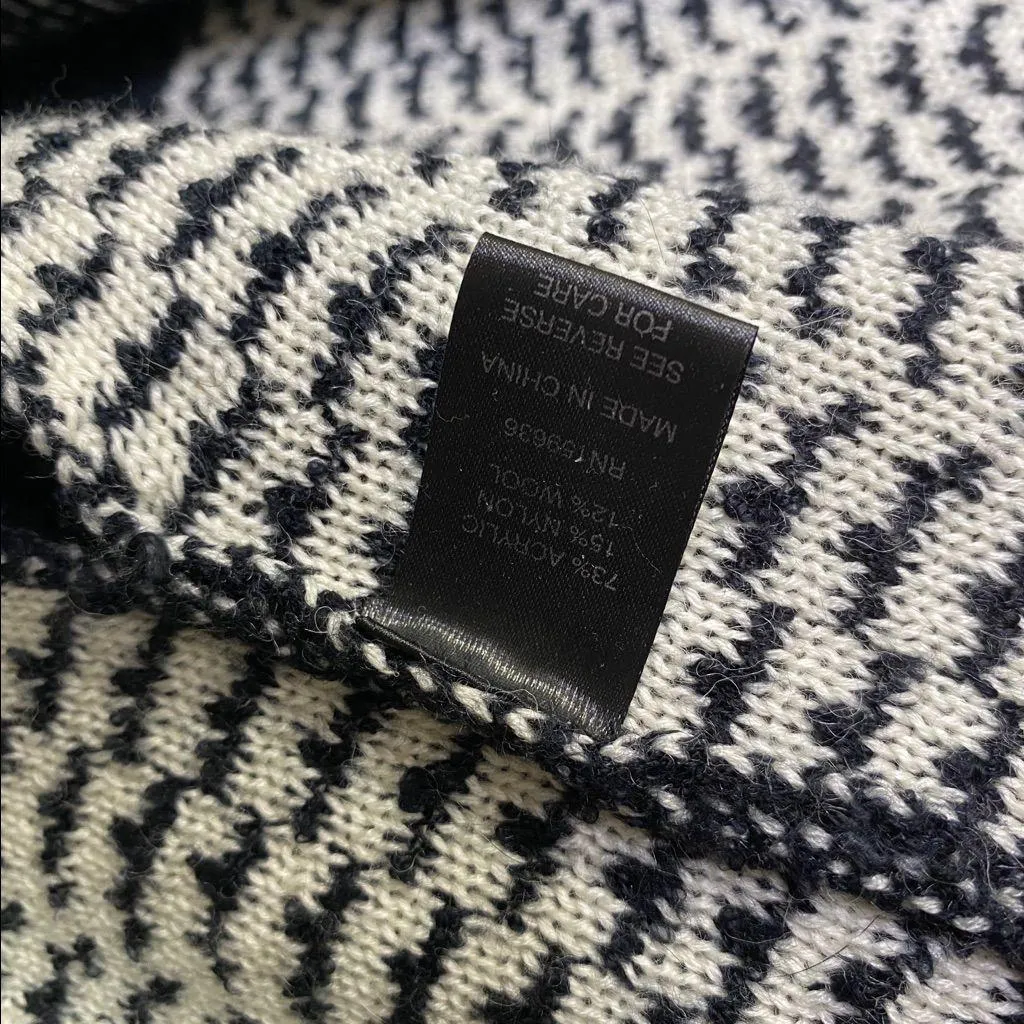 73% ACRYLIC
15% NYLON
12% WOOL
RN159636
MADE IN CHINA
SEE REVERSE
FOR CARE